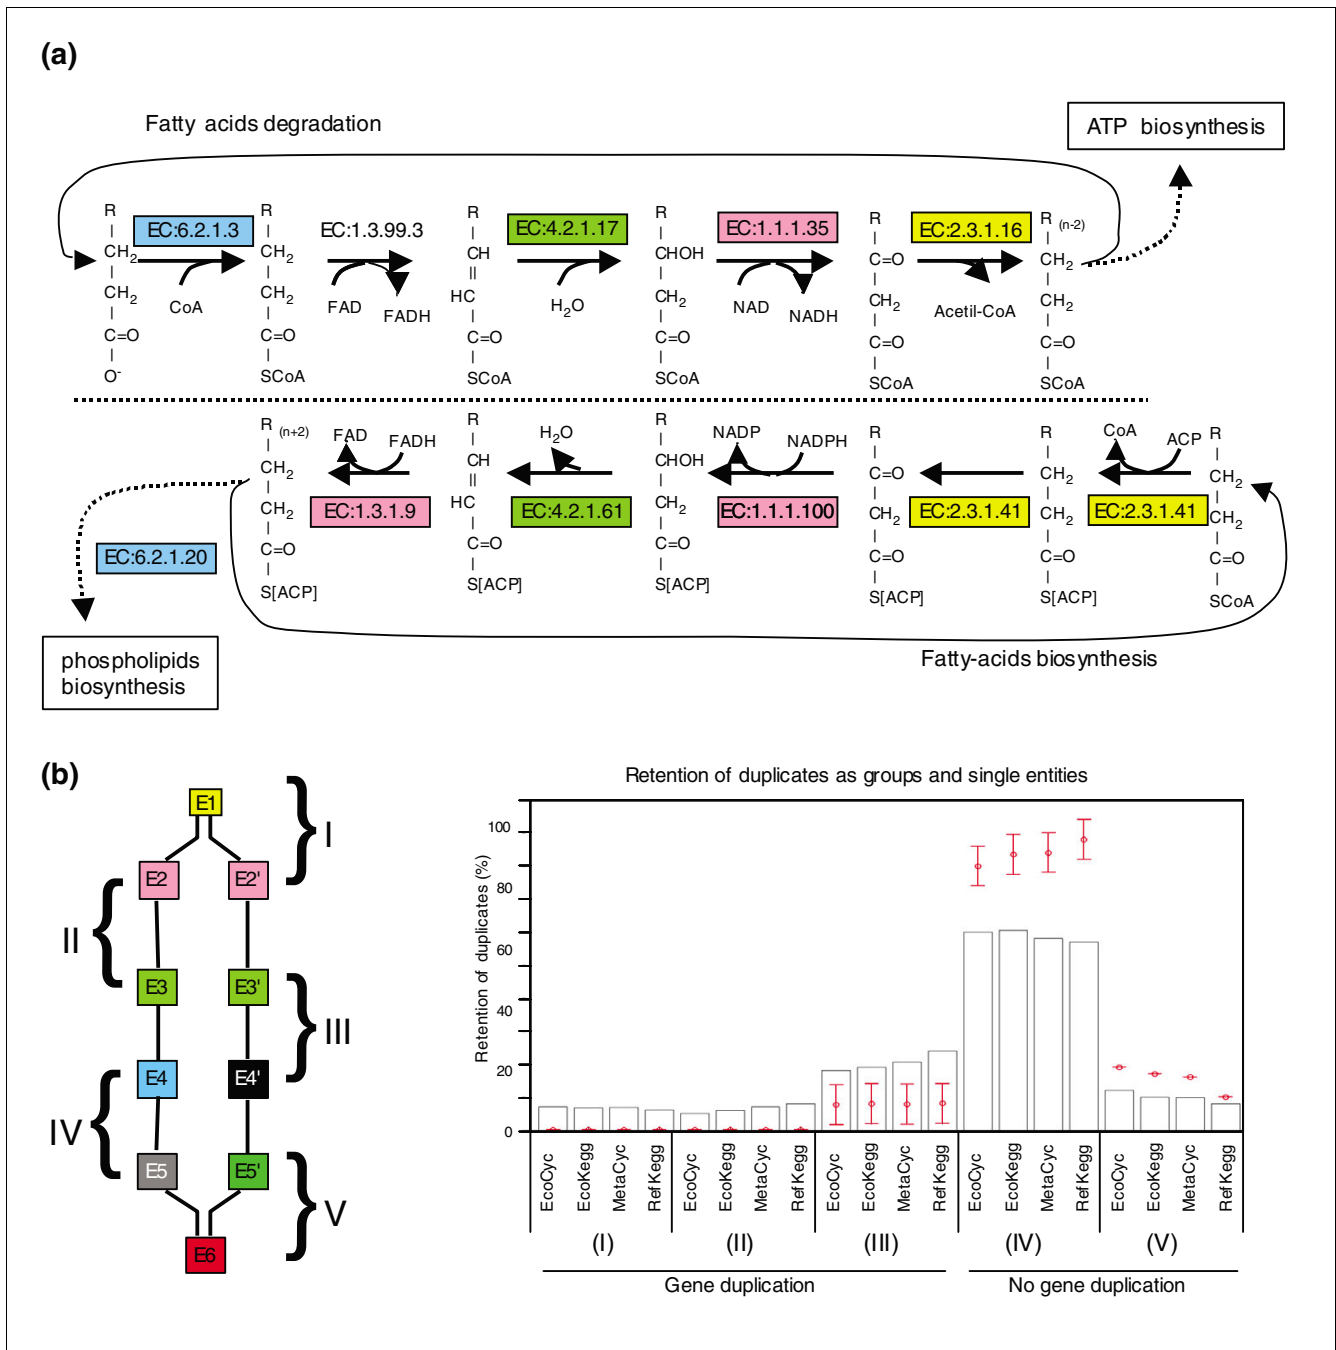 (a)
Fatty acids degradation
ATP biosynthesis
R
CH2
CH2
C=O
O-
EC:6.2.1.3
CoA
R
CH2
CH2
C=O
SCoA
EC:1.3.99.3
FAD
FADH
R
CH
HC
C=O
SCoA
EC:4.2.1.17
H2O
R
CHOH
CH2
C=O
SCoA
EC:1.1.1.35
NAD
NADH
R
C=O
CH2
C=O
SCoA
EC:2.3.1.16
Acetil-CoA
R (n-2)
CH2
CH2
C=O
SCoA
R (n+2)
CH2
CH2
C=O
S[ACP]
FAD
FADH
EC:1.3.1.9
R
CH
HC
C=O
S[ACP]
H2O
EC:4.2.1.61
R
CHOH
CH2
C=O
S[ACP]
NADP
NADPH
EC:1.1.1.100
R
C=O
CH2
C=O
S[ACP]
EC:2.3.1.41
R
CH2
CH2
C=O
S[ACP]
CoA
ACP
EC:2.3.1.41
R
CH2
CH2
C=O
SCoA
EC:6.2.1.20
phospholipids
biosynthesis
Fatty-acids biosynthesis
(b)
E1
I
E2
E2'
II
E3
E3'
III
E4
E4'
IV
E5
E5'
V
E6
Retention of duplicates as groups and single entities
Retention of duplicates (%)
100
80
60
40
20
0
EcoCyc
EcoKegg
MetaCyc
RefKegg
EcoCyc
EcoKegg
MetaCyc
RefKegg
EcoCyc
EcoKegg
MetaCyc
RefKegg
EcoCyc
EcoKegg
MetaCyc
RefKegg
EcoCyc
EcoKegg
MetaCyc
RefKegg
(I)
(II)
(III)
(IV)
(V)
Gene duplication
No gene duplication